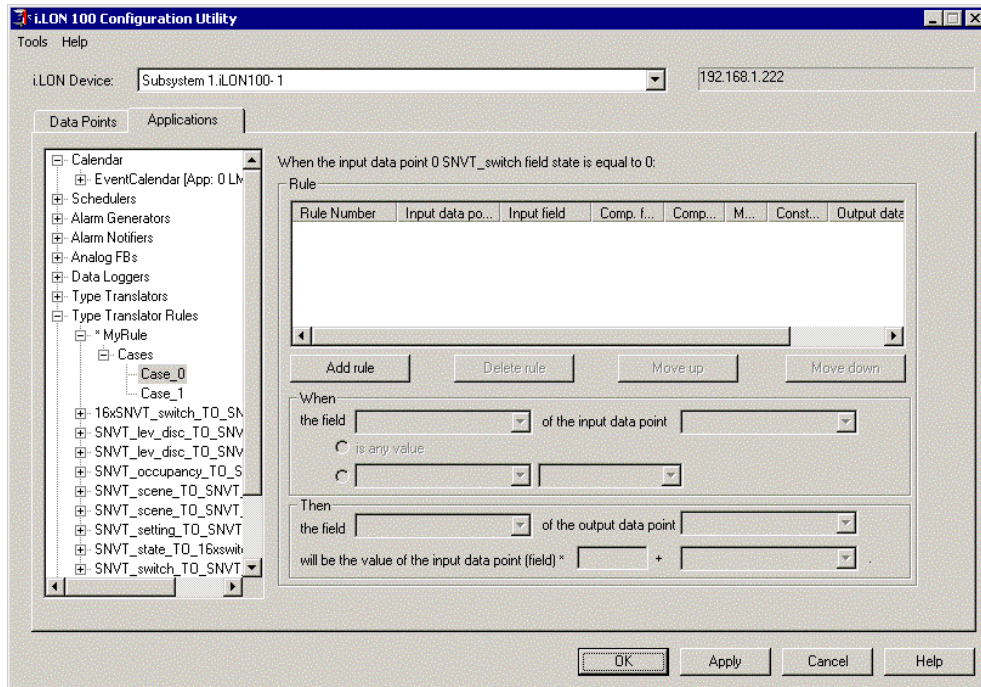 i.LON 100 Configuration Utility
Tools Help
i.LON Device: Subsystem 1.iLON100- 1 192.168.1.222
Data Points Applications
Calendar
EventCalendar [App: 0 LM
Schedulers
Alarm Generators
Alarm Notifiers
Analog FBs
Data Loggers
Type Translators
Type Translator Rules
* MyRule
Cases
Case_0
Case_1
16xSNVT_switch_TO_SN
SNVT_lev_disc_TO_SNV
SNVT_lev_disc_TO_SNV
SNVT_occupancy_TO_S
SNVT_scene_TO_SNVT_
SNVT_scene_TO_SNVT_
SNVT_setting_TO_SNVT
SNVT_state_TO_16xswit
SNVT_switch_TO_SNVT
When the input data point 0 SNVT_switch field state is equal to 0:
Rule
Rule Number Input data po... Input field Comp. f... Comp... M... Const... Output data
Add rule Delete rule Move up Move down
When
the field of the input data point
is any value
Then
the field of the output data point
will be the value of the input data point (field) * + .
OK Apply Cancel Help